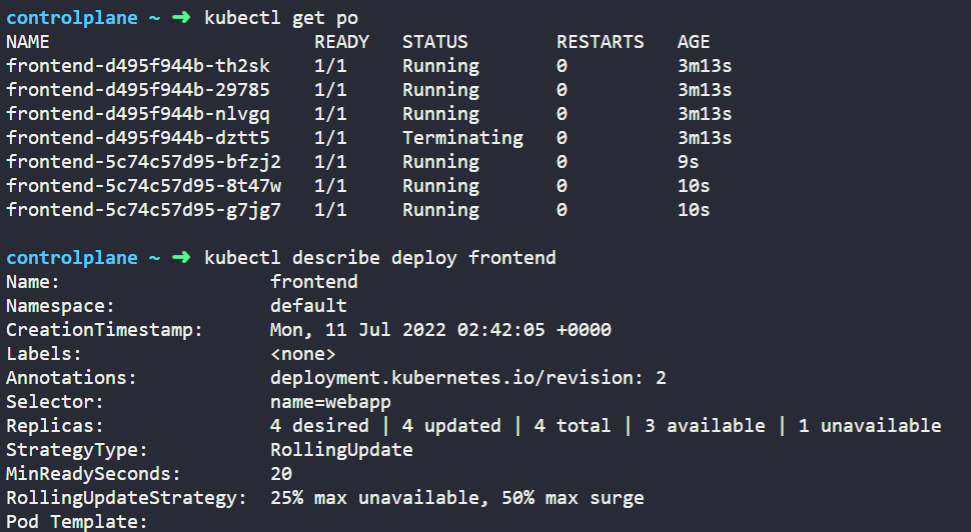 controlplane ~ ➜ kubectl get po
NAME READY STATUS RESTARTS AGE
frontend-d495f944b-th2sk 1/1 Running 0 3m13s
frontend-d495f944b-29785 1/1 Running 0 3m13s
frontend-d495f944b-nlvgq 1/1 Running 0 3m13s
frontend-d495f944b-dztt5 1/1 Terminating 0 3m13s
frontend-5c74c57d95-bfzj2 1/1 Running 0 9s
frontend-5c74c57d95-8t47w 1/1 Running 0 10s
frontend-5c74c57d95-g7jg7 1/1 Running 0 10s
controlplane ~ ➜ kubectl describe deploy frontend
Name: frontend
Namespace: default
CreationTimestamp: Mon, 11 Jul 2022 02:42:05 +0000
Labels: <none>
Annotations: deployment.kubernetes.io/revision: 2
Selector: name=webapp
Replicas: 4 desired | 4 updated | 4 total | 3 available | 1 unavailable
StrategyType: RollingUpdate
MinReadySeconds: 20
RollingUpdateStrategy: 25% max unavailable, 50% max surge
Pod Template: